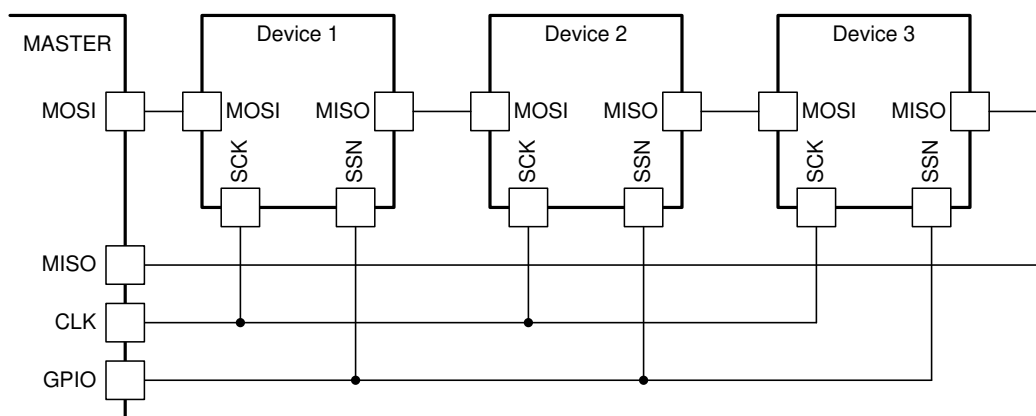 MASTER
Device 1
Device 2
Device 3
MOSI
MOSI
MISO
MOSI
MISO
MOSI
MISO
SCK
SSN
SCK
SSN
SCK
SSN
MISO
CLK
GPIO